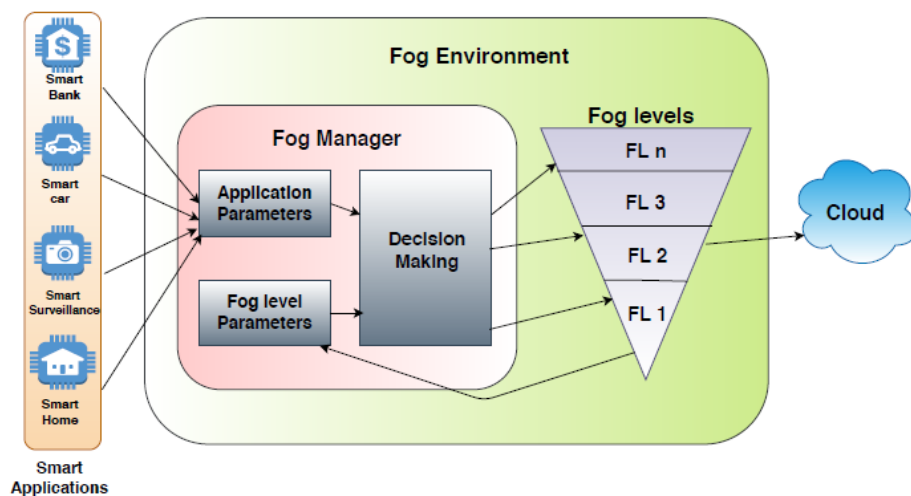 Smart
Bank
Smart
car
Smart
Surveillance
Smart
Home
Smart
Applications
Fog Environment
Fog Manager
Application
Parameters
Fog level
Parameters
Decision
Making
Fog levels
FL n
FL 3
FL 2
FL 1
Cloud